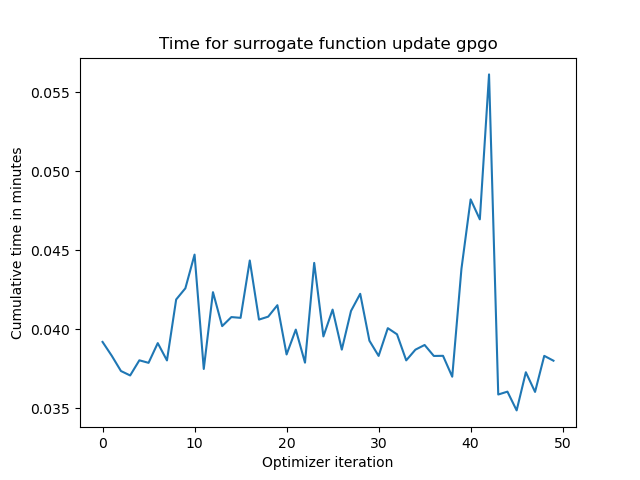 Time for surrogate function update gpgo
Cumulative time in minutes
0.055
0.050
0.045
0.040
0.035
0 10 20 30 40 50
Optimizer iteration